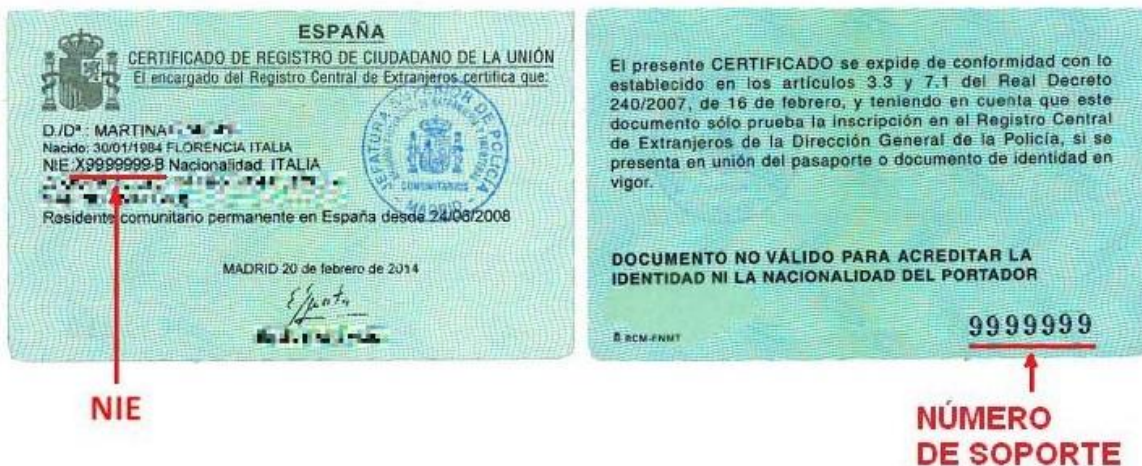 ESPAÑA
CERTIFICADO DE REGISTRO DE CIUDADANO DE LA UNIÓN
El encargado del Registro Central de Extranjeros certifica que:
D./Dª.: MARTINA
Nacido: 30/01/1984 FLORENCIA ITALIA
NIE:X9999999-B Nacionalidad: ITALIA
Residente comunitario permanente en España desde 24/06/2008
MADRID 20 de febrero de 2014
JEFATURA SUPERIOR DE POLICÍA
COMUNITARIOS
MADRID
NIE
El presente CERTIFICADO se expide de conformidad con lo
establecido en los artículos 3.3 y 7.1 del Real Decreto
240/2007, de 16 de febrero, y teniendo en cuenta que este
documento sólo prueba la inscripción en el Registro Central
de Extranjeros de la Dirección General de la Policía, si se
presenta en unión del pasaporte o documento de identidad en
vigor.
DOCUMENTO NO VÁLIDO PARA ACREDITAR LA
IDENTIDAD NI LA NACIONALIDAD DEL PORTADOR
RCM-FNMT
9999999
NÚMERO
DE SOPORTE